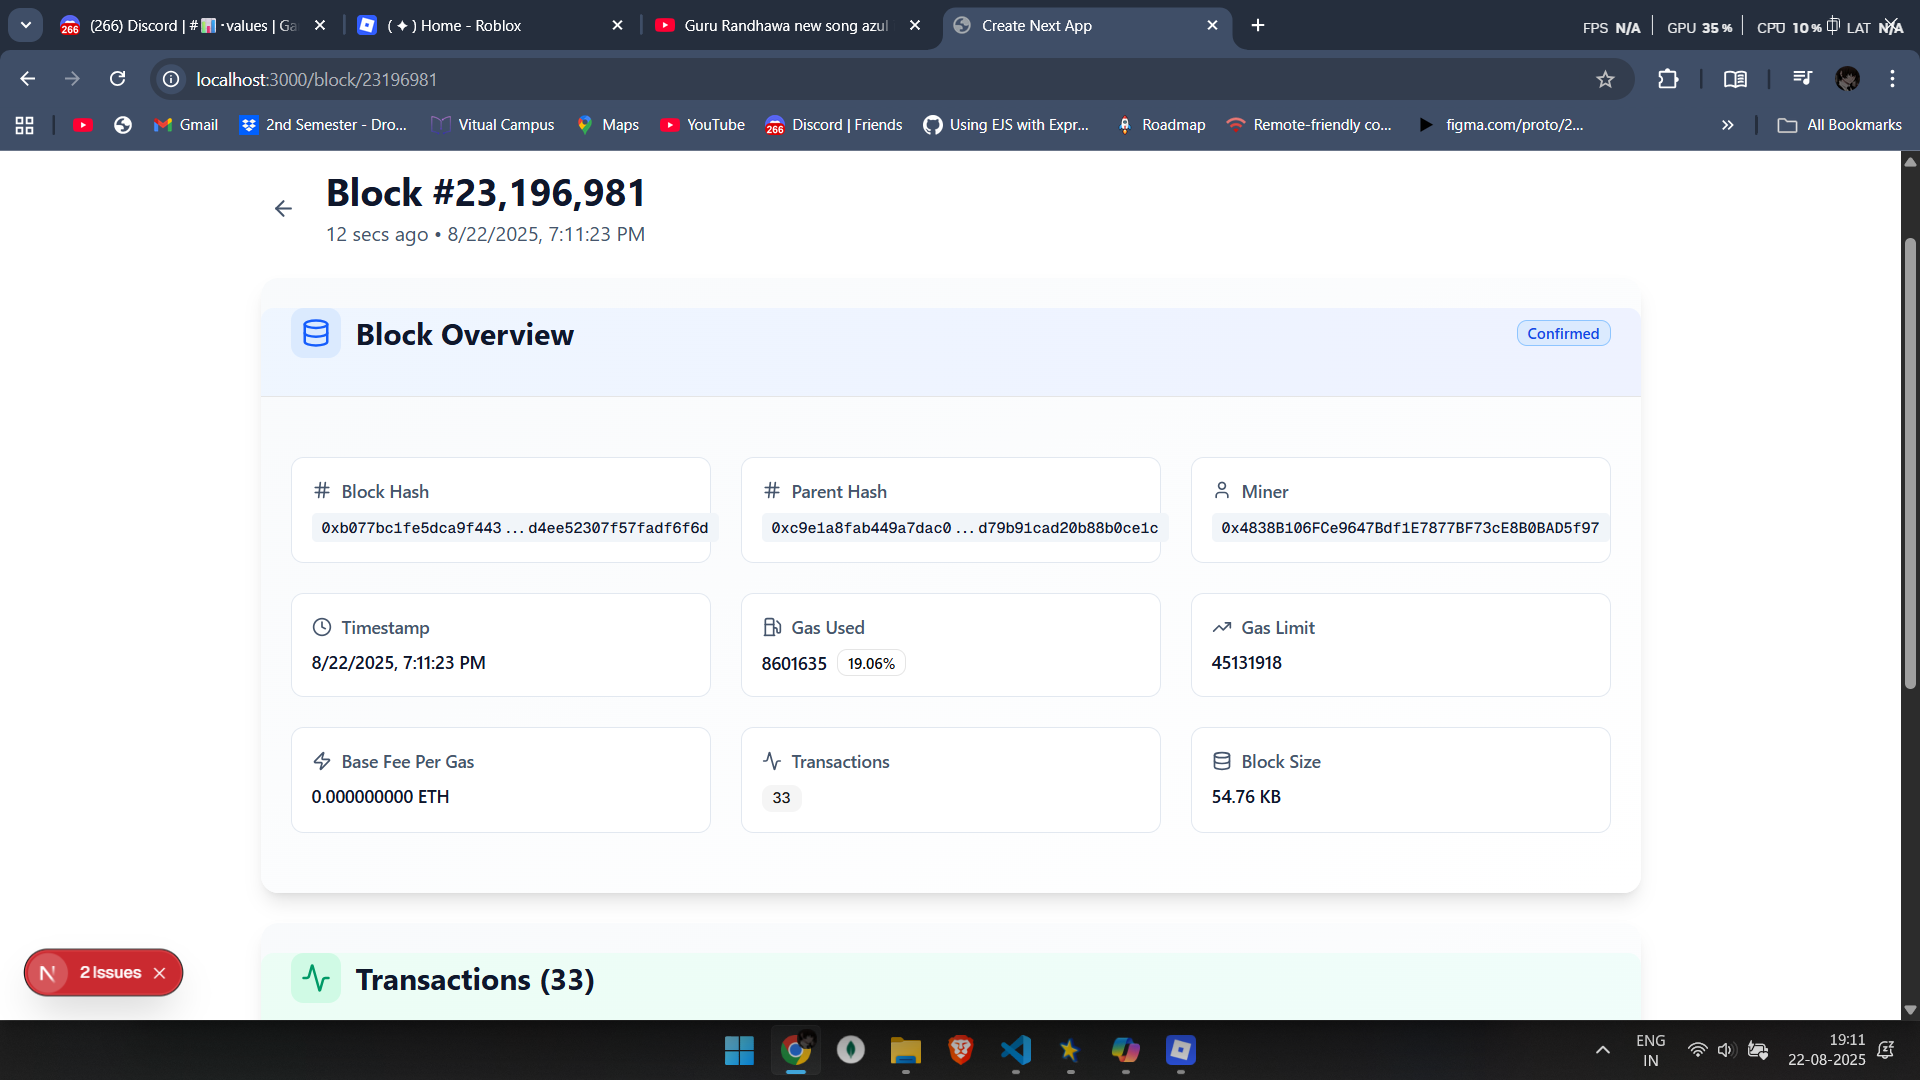 (266) Discord | #📊･values | Ga
( ✦ ) Home - Roblox
Guru Randhawa new song azul
Create Next App
FPS N/A
GPU 35 %
CPU 10 %
LAT N/A
localhost:3000/block/23196981
Gmail
2nd Semester - Dro...
Vitual Campus
Maps
YouTube
266
Discord | Friends
Using EJS with Expr...
Roadmap
Remote-friendly co...
figma.com/proto/2...
All Bookmarks
Block #23,196,981
12 secs ago • 8/22/2025, 7:11:23 PM
Block Overview
Confirmed
Block Hash
0xb077bc1fe5dca9f443...d4ee52307f57fadf6f6d
Parent Hash
0xc9e1a8fab449a7dac0...d79b91cad20b88b0ce1c
Miner
0x4838B106FCe9647Bdf1E7877BF73cE8B0BAD5f97
Timestamp
8/22/2025, 7:11:23 PM
Gas Used
8601635 19.06%
Gas Limit
45131918
Base Fee Per Gas
0.000000000 ETH
Transactions
33
Block Size
54.76 KB
Transactions (33)
N 2 Issues
ENG
IN
19:11
22-08-2025